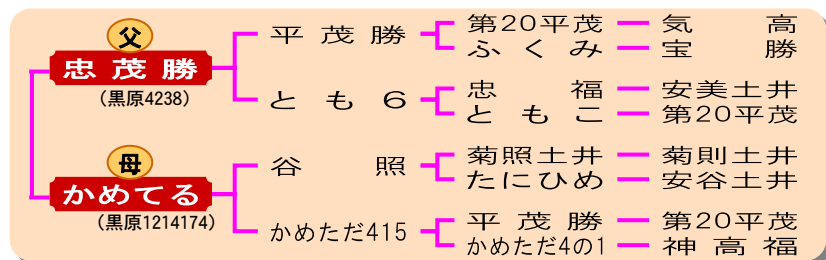 父
忠茂勝
(黒原4238)
平茂勝
第20平茂
気高
ふくみ
宝勝
とも6
忠福
安美土井
ともこ
第20平茂
母
かめてる
(黒原1214174)
谷照
菊照土井
菊則土井
たにひめ
安谷土井
かめただ415
平茂勝
第20平茂
かめただ4の1
神高福